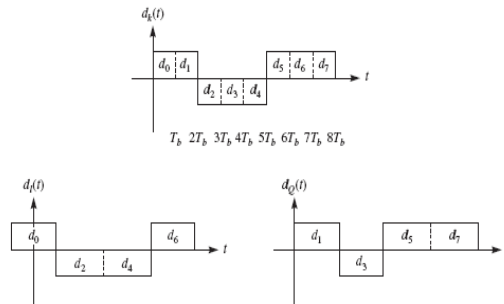 d_k(t)
d_0 d_1 d_5 d_6 d_7
t
d_2 d_3 d_4
T_b 2T_b 3T_b 4T_b 5T_b 6T_b 7T_b 8T_b
d_I(t) d_Q(t)
d_0 d_6 d_1 d_5 d_7
t
d_2 d_4 d_3